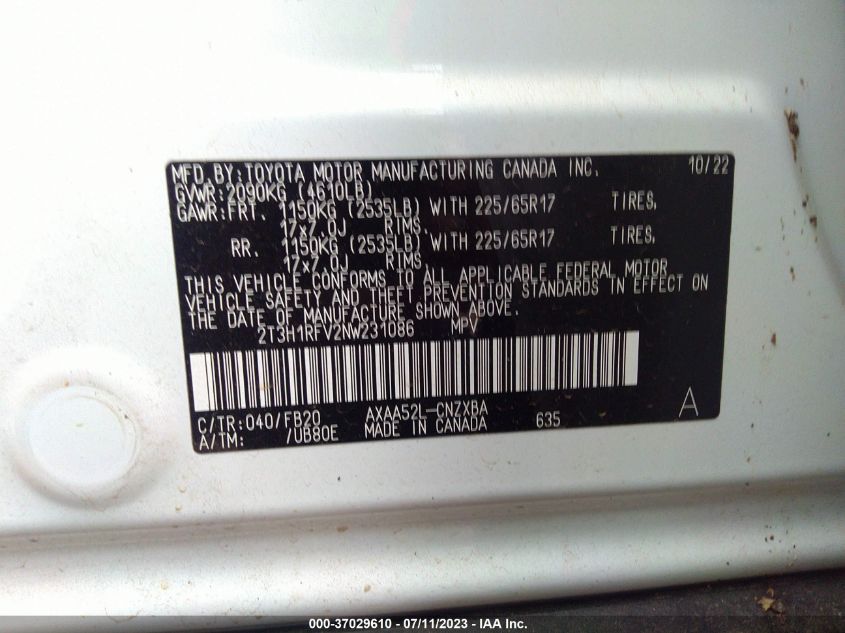 MFD. BY: TOYOTA MOTOR MANUFACTURING CANADA INC. 10/22
GVWR: 2090KG (4610LB)
GAWR: FRT. 1150KG (2535LB) WITH 225/65R17 TIRES,
17x7.0J RIMS,
RR. 1150KG (2535LB) WITH 225/65R17 TIRES,
17x7.0J RIMS
THIS VEHICLE CONFORMS TO ALL APPLICABLE FEDERAL MOTOR
VEHICLE SAFETY AND THEFT PREVENTION STANDARDS IN EFFECT ON
THE DATE OF MANUFACTURE SHOWN ABOVE.
2T3H1RFV2NW231086 MPV
C/TR: 040/FB20 AXAA52L-CNZXBA A
A/TM: /UB80E MADE IN CANADA 635
000-37029610 - 07/11/2023 - IAA Inc.